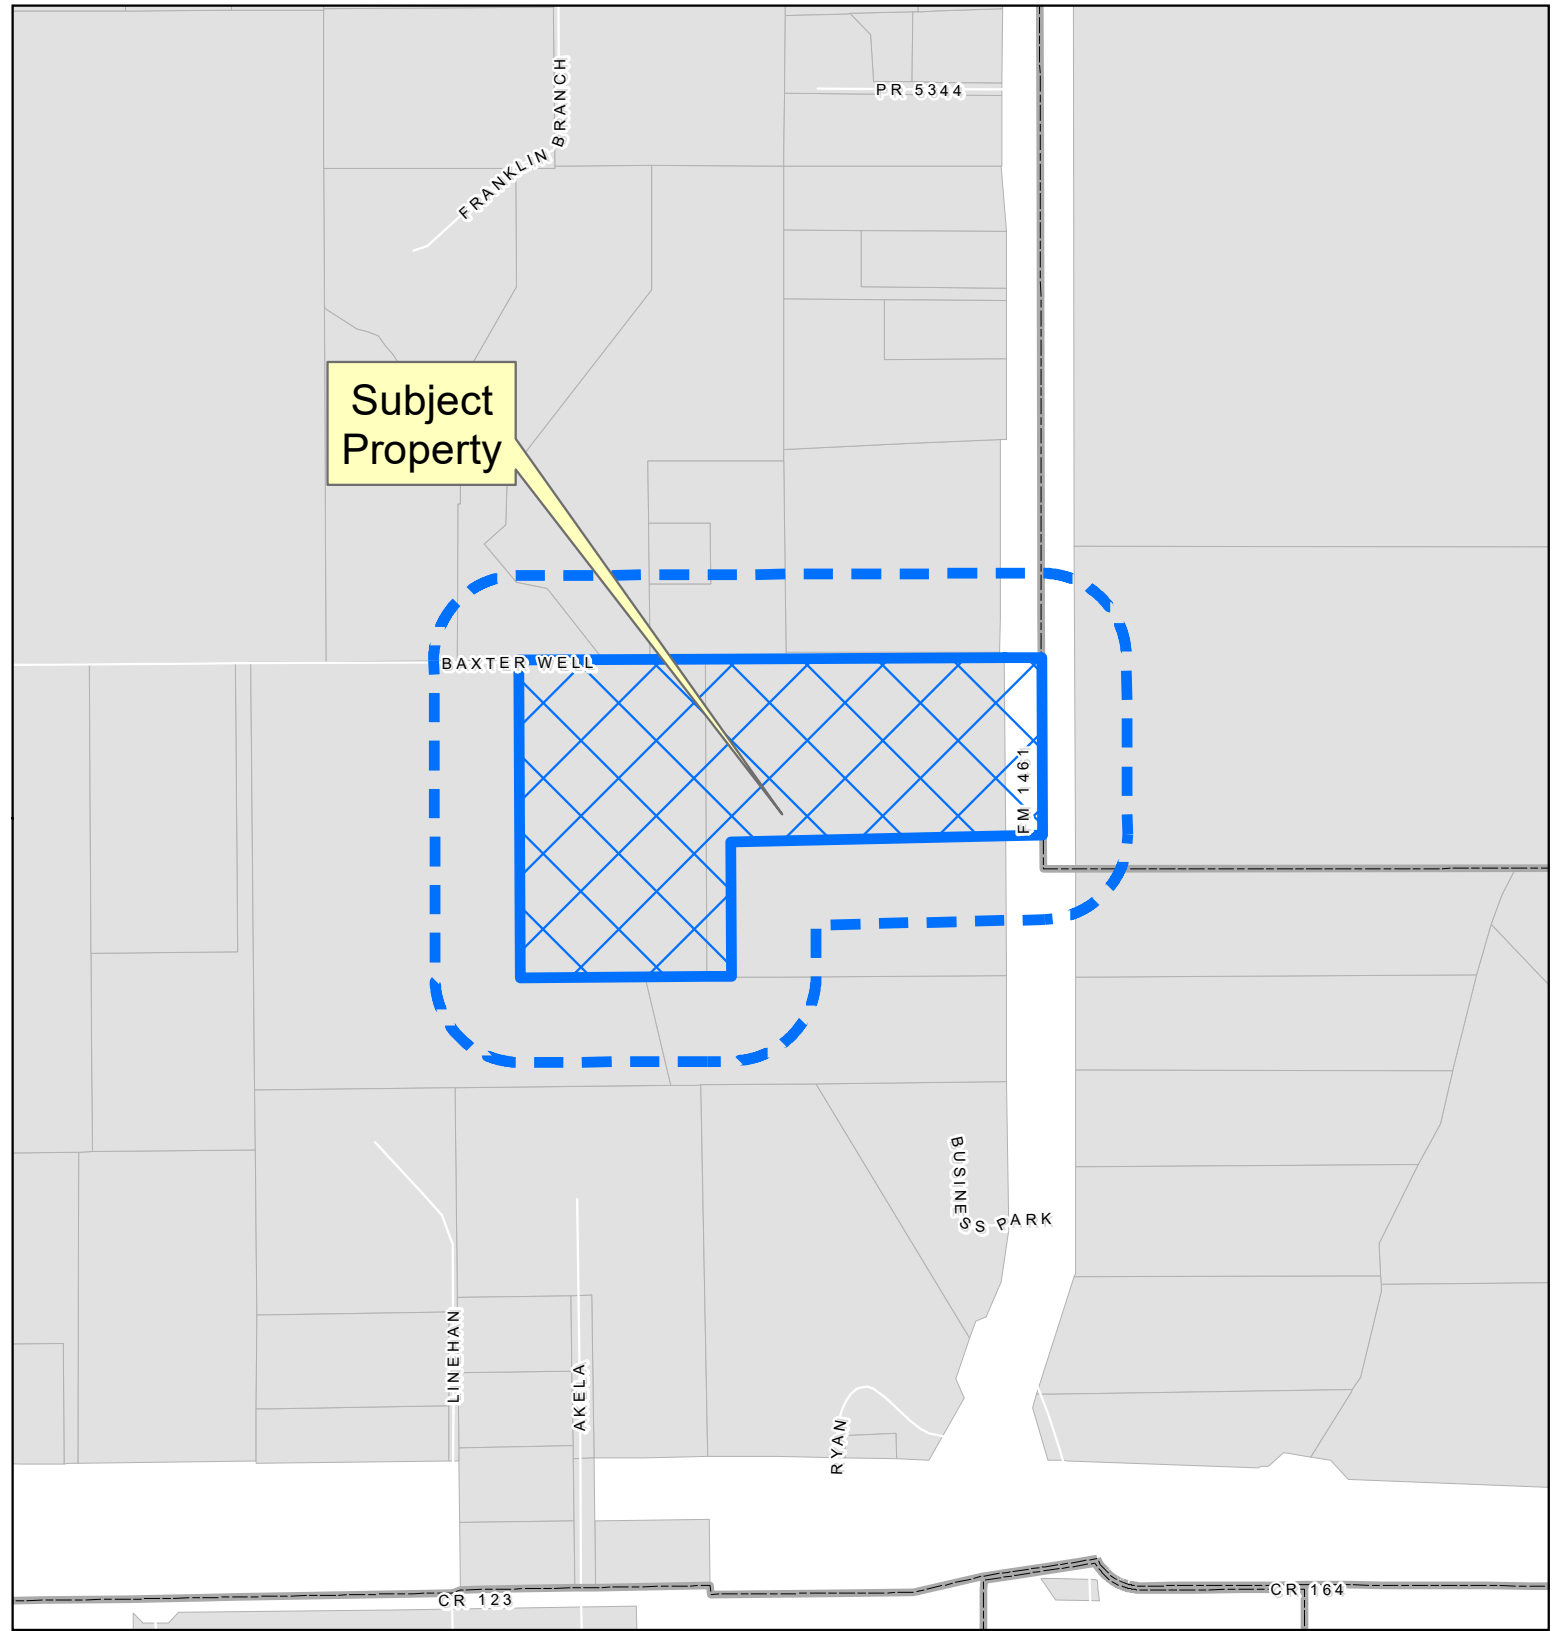 PR 5344
FRANKLIN BRANCH
Subject
Property
BAXTER WELL
FM 1461
BUSINESS PARK
LINEHAN
AKELA
RYAN
CR 164
CR 123